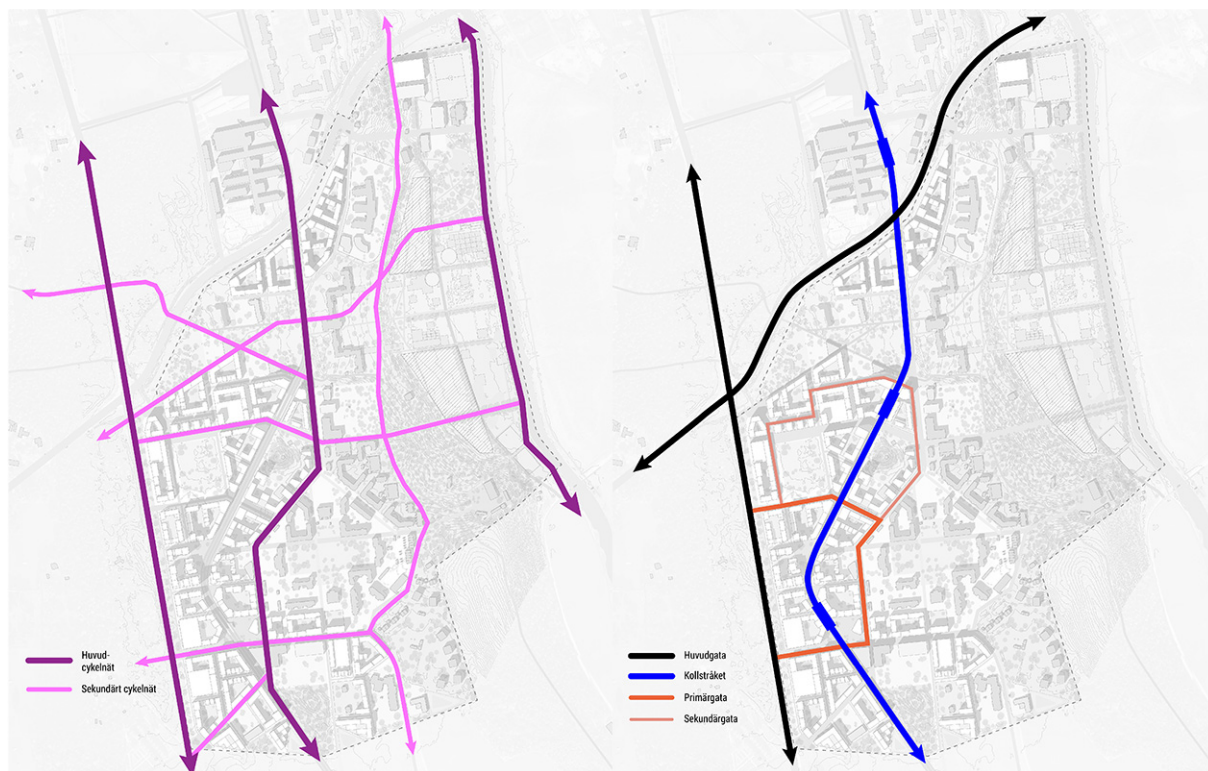 Huvud-
cykelnät
Sekundärt cykelnät
Huvudgata
Kollstråket
Primärgata
Sekundärgata